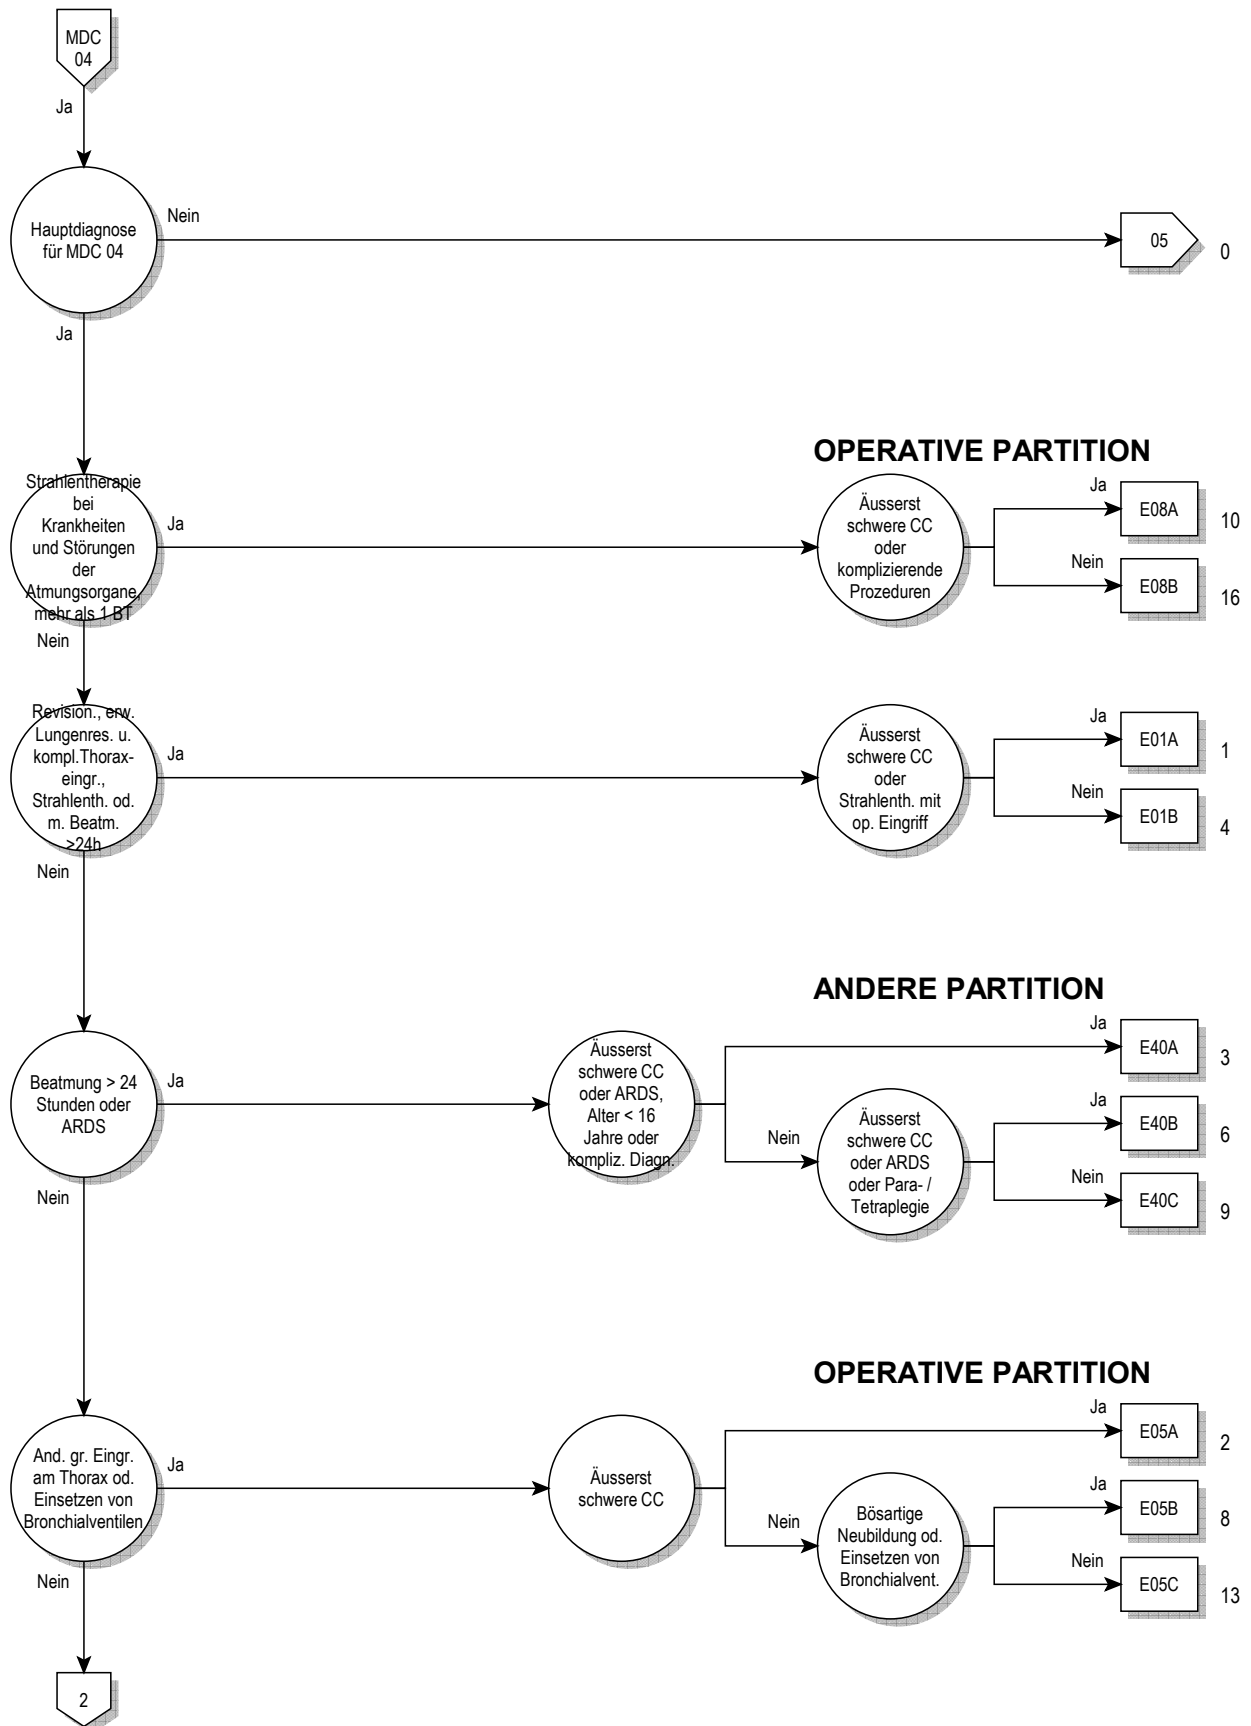 MDC
04
Ja
Hauptdiagnose
für MDC 04
Nein
05
0
Ja
OPERATIVE PARTITION
Strahlentherapie
bei
Krankheiten
und Störungen
der
Atmungsorgane,
mehr als 1 BT
Ja
Äusserst
schwere CC
oder
komplizierende
Prozeduren
Ja
E08A
10
Nein
E08B
16
Nein
Revision., erw.
Lungenres. u.
kompl.Thorax-
eingr.,
Strahlenth. od.
m. Beatm.
>24h
Ja
Äusserst
schwere CC
oder
Strahlenth. mit
op. Eingriff
Ja
E01A
1
Nein
E01B
4
Nein
ANDERE PARTITION
Beatmung > 24
Stunden oder
ARDS
Ja
Äusserst
schwere CC
oder ARDS,
Alter < 16
Jahre oder
kompliz. Diagn.
Ja
E40A
3
Nein
Äusserst
schwere CC
oder ARDS
oder Para- /
Tetraplegie
Ja
E40B
6
Nein
E40C
9
Nein
OPERATIVE PARTITION
And. gr. Eingr.
am Thorax od.
Einsetzen von
Bronchialventilen
Ja
Äusserst
schwere CC
Ja
E05A
2
Nein
Bösartige
Neubildung od.
Einsetzen von
Bronchialvent.
Ja
E05B
8
Nein
E05C
13
Nein
2